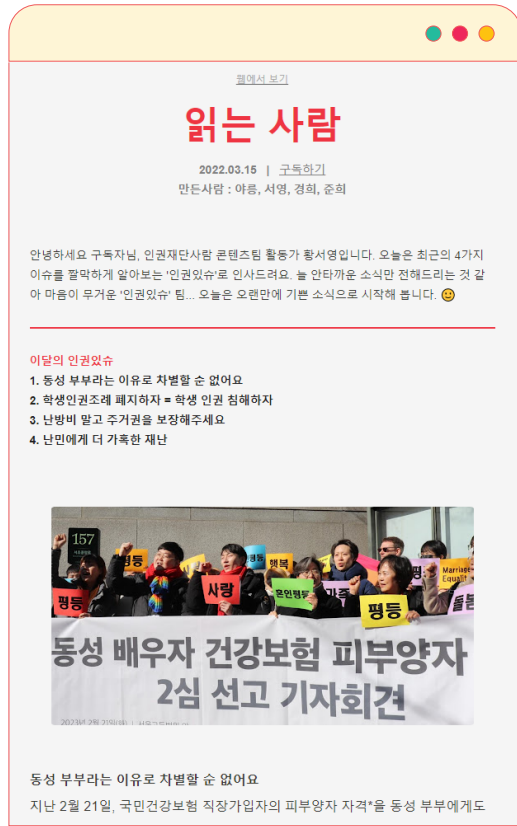 웹에서 보기
읽는 사람
2022.03.15 | 구독하기
만든사람 : 야릉, 서영, 경희, 준희
안녕하세요 구독자님, 인권재단사람 콘텐츠팀 활동가 황서영입니다. 오늘은 최근의 4가지
이슈를 짤막하게 알아보는 '인권있슈'로 인사드려요. 늘 안타까운 소식만 전해드리는 것 같
아 마음이 무거운 '인권있슈' 팀... 오늘은 오랜만에 기쁜 소식으로 시작해 봅니다.
이달의 인권있슈
1. 동성 부부라는 이유로 차별할 순 없어요
2. 학생인권조례 폐지하자 = 학생 인권 침해하자
3. 난방비 말고 주거권을 보장해주세요
4. 난민에게 더 가혹한 재난
157
평등
평등
사랑
행복
혼인평등
평등
Marriage
Equality
동성 배우자 건강보험 피부양자
2심 선고 기자회견
2023년 2월 21일
동성 부부라는 이유로 차별할 순 없어요
지난 2월 21일, 국민건강보험 직장가입자의 피부양자 자격*을 동성 부부에게도